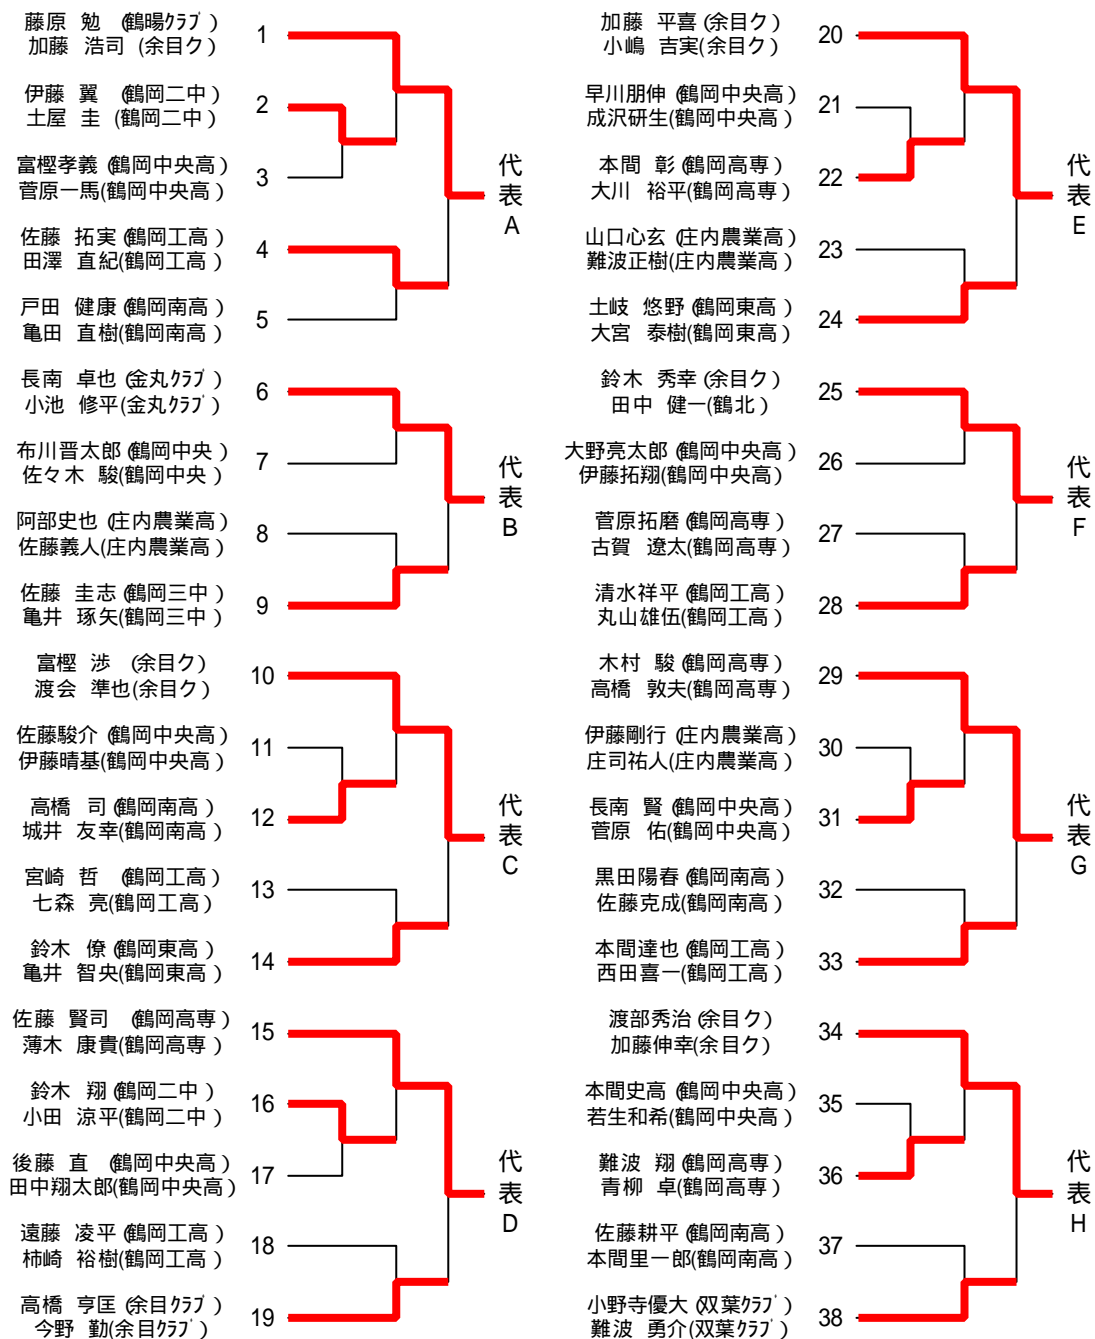 藤原 勉 (鶴暘クラブ)
1
加藤 浩司 (余目ク)
伊藤 翼 (鶴岡二中)
2
土屋 圭 (鶴岡二中)
富樫孝義 (鶴岡中央高)
3
菅原一馬(鶴岡中央高)
佐藤 拓実 (鶴岡工高)
4
田澤 直紀(鶴岡工高)
戸田 健康 (鶴岡南高)
5
亀田 直樹(鶴岡南高)
代表A
長南 卓也 (金丸クラブ)
6
小池 修平(金丸クラブ)
布川晋太郎 (鶴岡中央)
7
佐々木 駿(鶴岡中央)
阿部史也 (庄内農業高)
8
佐藤義人(庄内農業高)
佐藤 圭志 (鶴岡三中)
9
亀井 琢矢(鶴岡三中)
代表B
富樫 渉 (余目ク)
10
渡会 準也(余目ク)
佐藤駿介 (鶴岡中央高)
11
伊藤晴基(鶴岡中央高)
高橋 司 (鶴岡南高)
12
城井 友幸(鶴岡南高)
宮崎 哲 (鶴岡工高)
13
七森 亮(鶴岡工高)
鈴木 僚 (鶴岡東高)
14
亀井 智央(鶴岡東高)
代表C
佐藤 賢司 (鶴岡高専)
15
薄木 康貴(鶴岡高専)
鈴木 翔 (鶴岡二中)
16
小田 涼平(鶴岡二中)
後藤 直 (鶴岡中央高)
17
田中翔太郎(鶴岡中央高)
遠藤 凌平 (鶴岡工高)
18
柿崎 裕樹(鶴岡工高)
高橋 亨匡 (余目クラブ)
19
今野 勤(余目クラブ)
代表D
加藤 平喜 (余目ク)
20
小嶋 吉実(余目ク)
早川朋伸 (鶴岡中央高)
21
成沢研生(鶴岡中央高)
本間 彰 (鶴岡高専)
22
大川 裕平(鶴岡高専)
山口心玄 (庄内農業高)
23
難波正樹(庄内農業高)
土岐 悠野 (鶴岡東高)
24
大宮 泰樹(鶴岡東高)
代表E
鈴木 秀幸 (余目ク)
25
田中 健一(鶴北)
大野亮太郎 (鶴岡中央高)
26
伊藤拓翔(鶴岡中央高)
菅原拓磨 (鶴岡高専)
27
古賀 遼太(鶴岡高専)
清水祥平 (鶴岡工高)
28
丸山雄伍(鶴岡工高)
代表F
木村 駿 (鶴岡高専)
29
高橋 敦夫(鶴岡高専)
伊藤剛行 (庄内農業高)
30
庄司祐人(庄内農業高)
長南 賢 (鶴岡中央高)
31
菅原 佑(鶴岡中央高)
黒田陽春 (鶴岡南高)
32
佐藤克成(鶴岡南高)
本間達也 (鶴岡工高)
33
西田喜一(鶴岡工高)
代表G
渡部秀治 (余目ク)
34
加藤伸幸(余目ク)
本間史高 (鶴岡中央高)
35
若生和希(鶴岡中央高)
難波 翔 (鶴岡高専)
36
青柳 卓(鶴岡高専)
佐藤耕平 (鶴岡南高)
37
本間里一郎(鶴岡南高)
小野寺優大 (双葉クラブ)
38
難波 勇介(双葉クラブ)
代表H